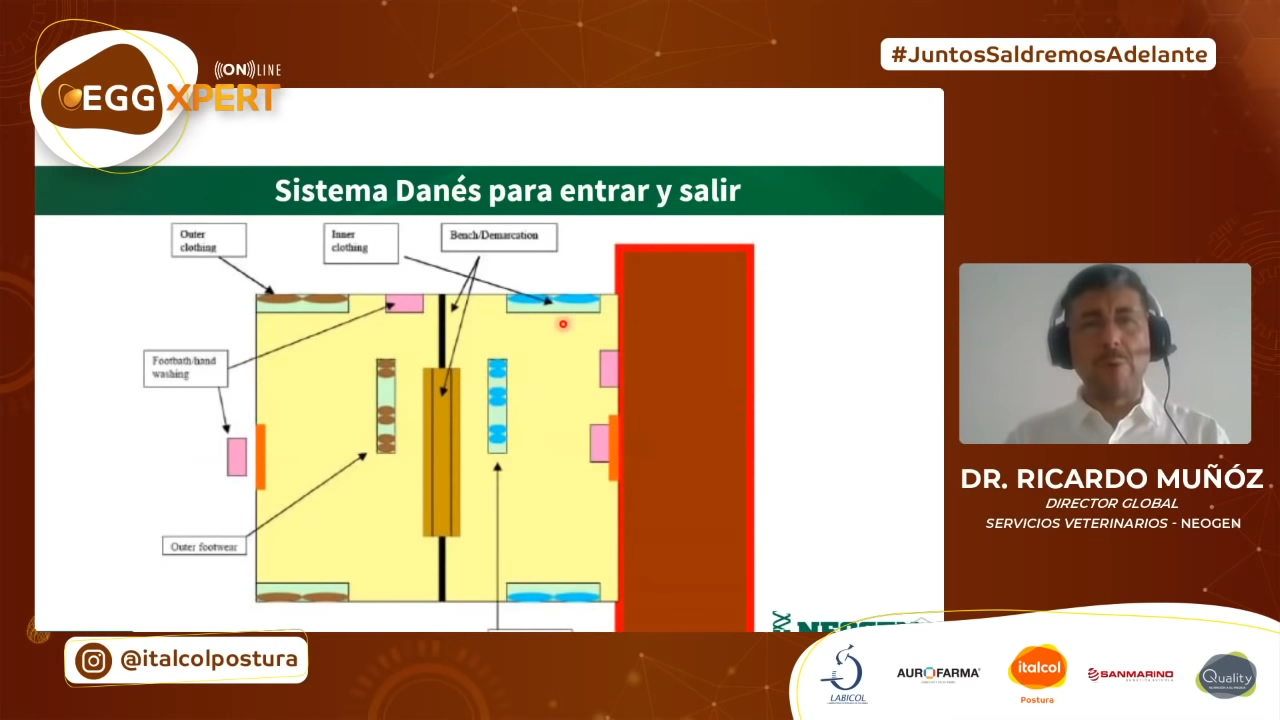 #JuntosSaldremosAdelante
((ON)) LINE
EGG XPERT
Sistema Danés para entrar y salir
Outer
clothing
Inner
clothing
Bench/Demarcation
Footbath/hand
washing
Outer footwear
DR. RICARDO MUÑÓZ
DIRECTOR GLOBAL
SERVICIOS VETERINARIOS - NEOGEN
@italcolpostura
LABICOL
AUROFARMA
italcol
Postura
SANMARINO
Quality